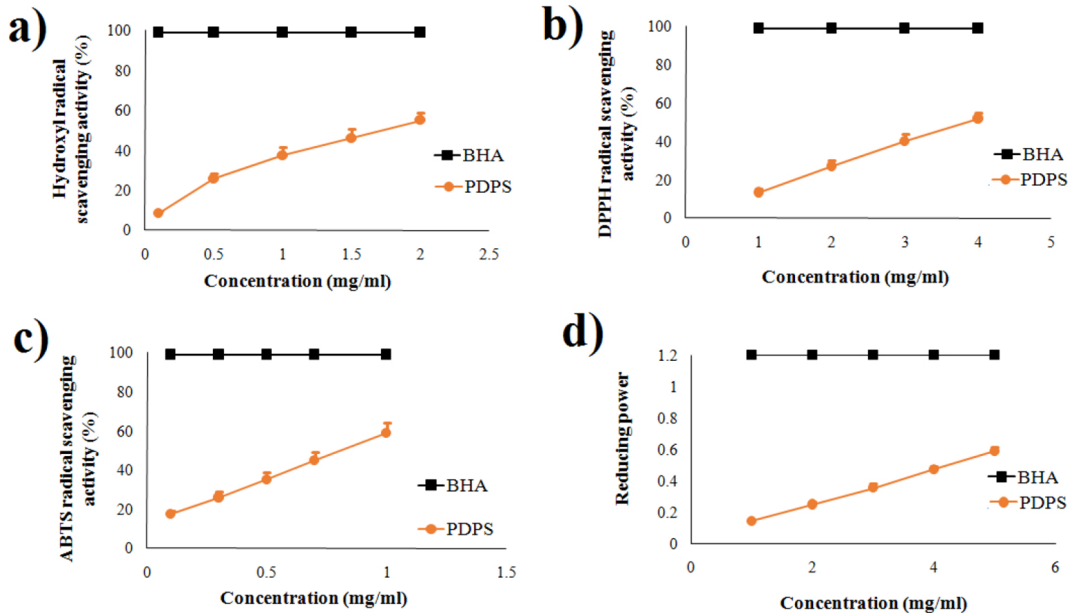 a)
Hydroxyl radical
scavenging activity (%)
100
80
60
40
20
0
0
0.5
1
1.5
2
2.5
Concentration (mg/ml)
BHA
PDPS
b)
DPPH radical scavenging
activity (%)
100
80
60
40
20
0
0
1
2
3
4
5
Concentration (mg/ml)
BHA
PDPS
c)
ABTS radical scavenging
activity (%)
100
80
60
40
20
0
0
0.5
1
1.5
Concentration (mg/ml)
BHA
PDPS
d)
Reducing power
1.2
1
0.8
0.6
0.4
0.2
0
0
2
4
6
Concentration (mg/ml)
BHA
PDPS